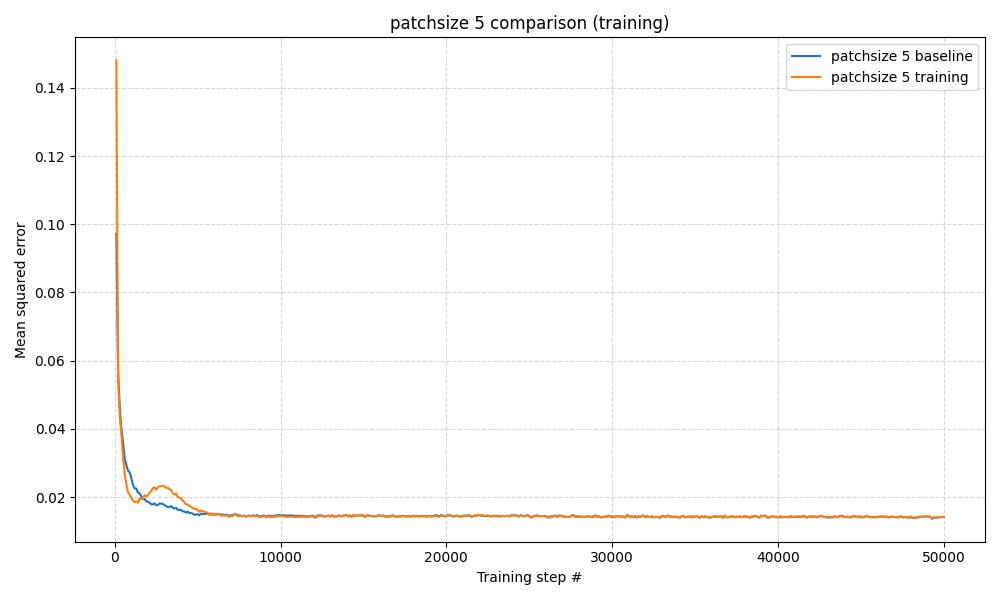 patchsize 5 comparison (training)
patchsize 5 baseline
patchsize 5 training
Mean squared error
0.14
0.12
0.10
0.08
0.06
0.04
0.02
0 10000 20000 30000 40000 50000
Training step #